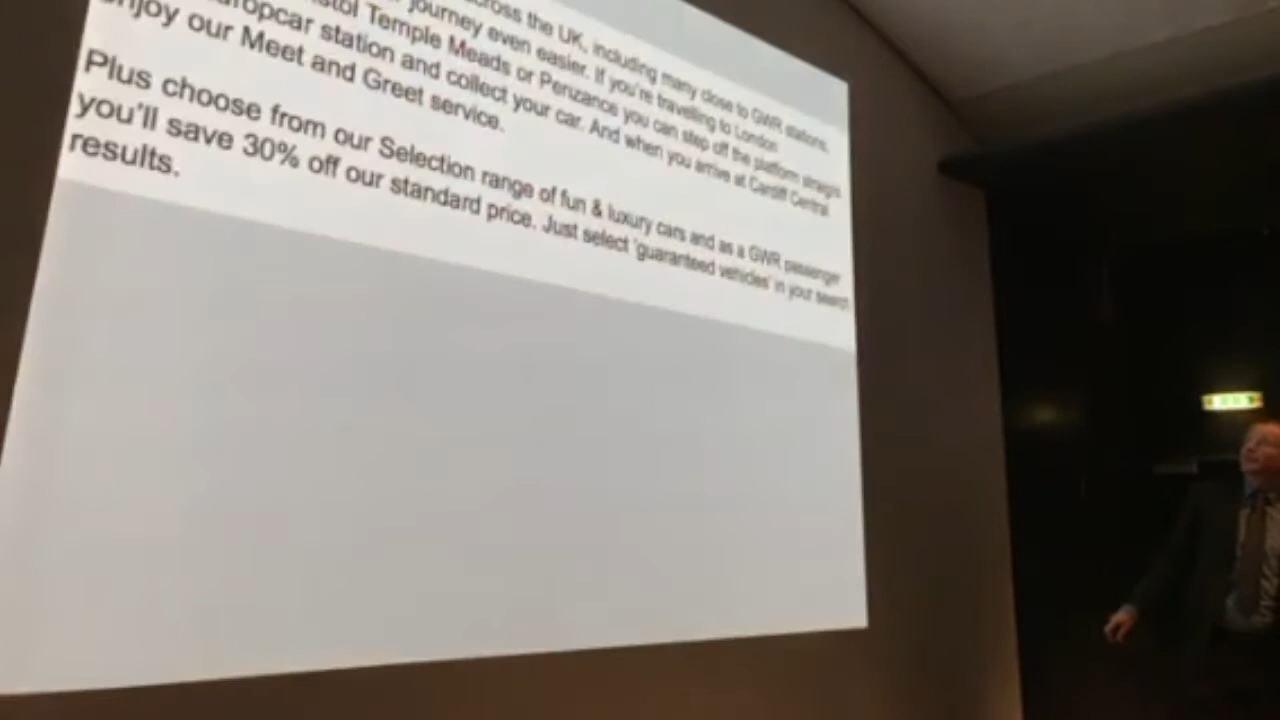 cross the UK, including many close to GWR stations,
journey even easier. If you're travelling to London
Temple Meads or Penzance you can step off the platform straight
station and collect your car. And when you arrive at Cardiff Central
enjoy our Meet and Greet service.
Plus choose from our Selection range of fun & luxury cars and as a GWR passenger
you'll save 30% off our standard price. Just select 'guaranteed vehicles' in your search
results.